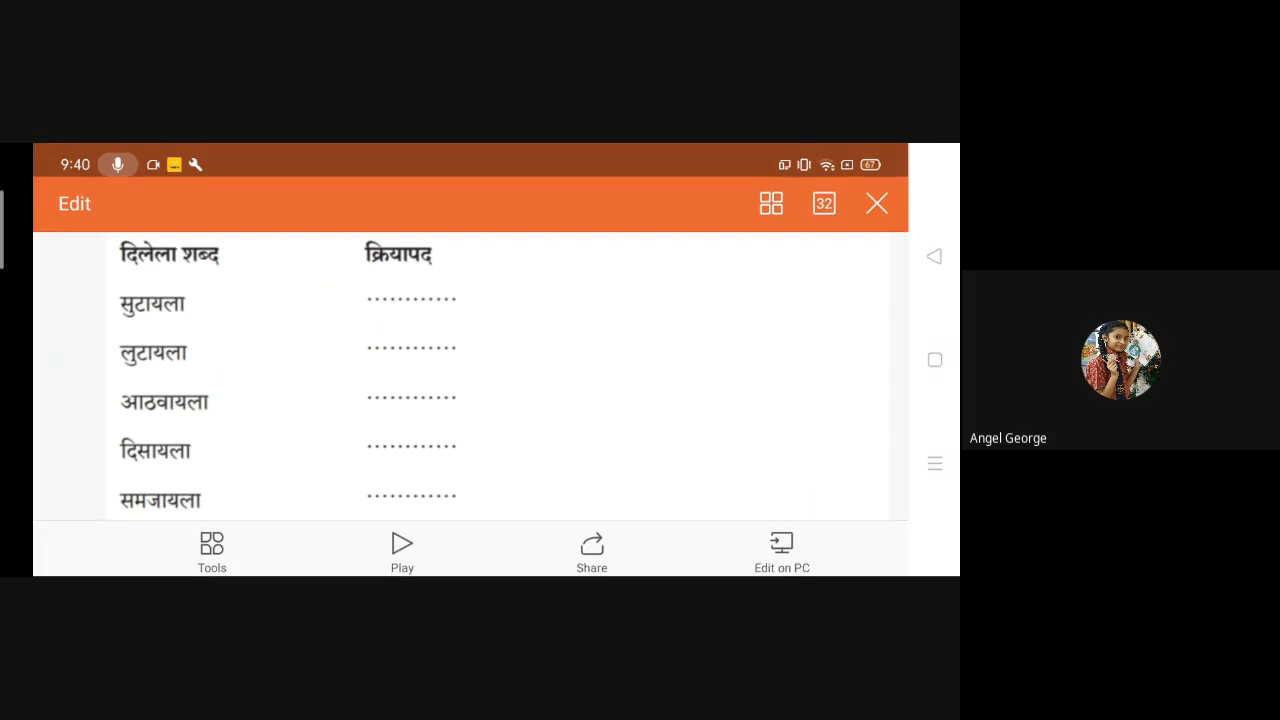 9:40 67
Edit 32
दिलेला शब्द क्रियापद
सुटायला ............
लुटायला ............
आठवायला ............
दिसायला ............
समजायला ............
Tools Play Share Edit on PC
Angel George